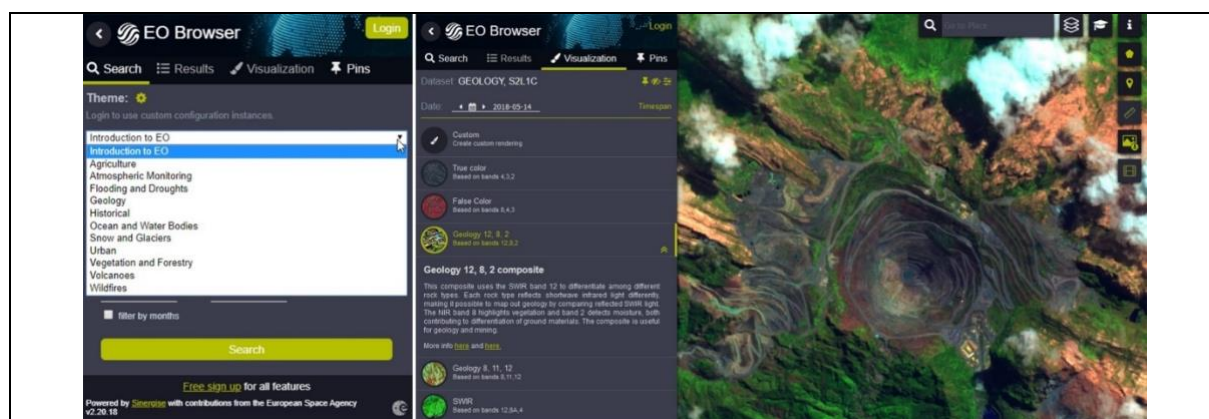 EO Browser
Login
Search Results Visualization Pins
Theme:
Login to use custom configuration instances.
Introduction to EO
Introduction to EO
Agriculture
Atmospheric Monitoring
Flooding and Droughts
Geology
Historical
Ocean and Water Bodies
Snow and Glaciers
Urban
Vegetation and Forestry
Volcanoes
Wildfires
filter by months
Search
Free sign up for all features
Powered by Sinergise with contributions from the European Space Agency
v2.20.18
EO Browser
Login
Search Results Visualization Pins
Dataset: GEOLOGY, S2L1C
Date: 2018-05-14 Timespan
Custom
Create custom rendering
True color
Based on bands 4,3,2
False Color
Based on bands 8,4,3
Geology 12, 8, 2
Based on bands 12,8,2
Geology 12, 8, 2 composite
This composite uses the SWIR band 12 to differentiate among different
rock types. Each rock type reflects shortwave infrared light differently,
making it possible to map out geology by comparing reflected SWIR light.
The NIR band 8 highlights vegetation and band 2 detects moisture, both
contributing to differentiation of ground materials. The composite is useful
for geology and mining.
More info here and here.
Geology 8, 11, 12
Based on bands 8,11,12
SWIR
Based on bands 12,8A,4
Go to Place